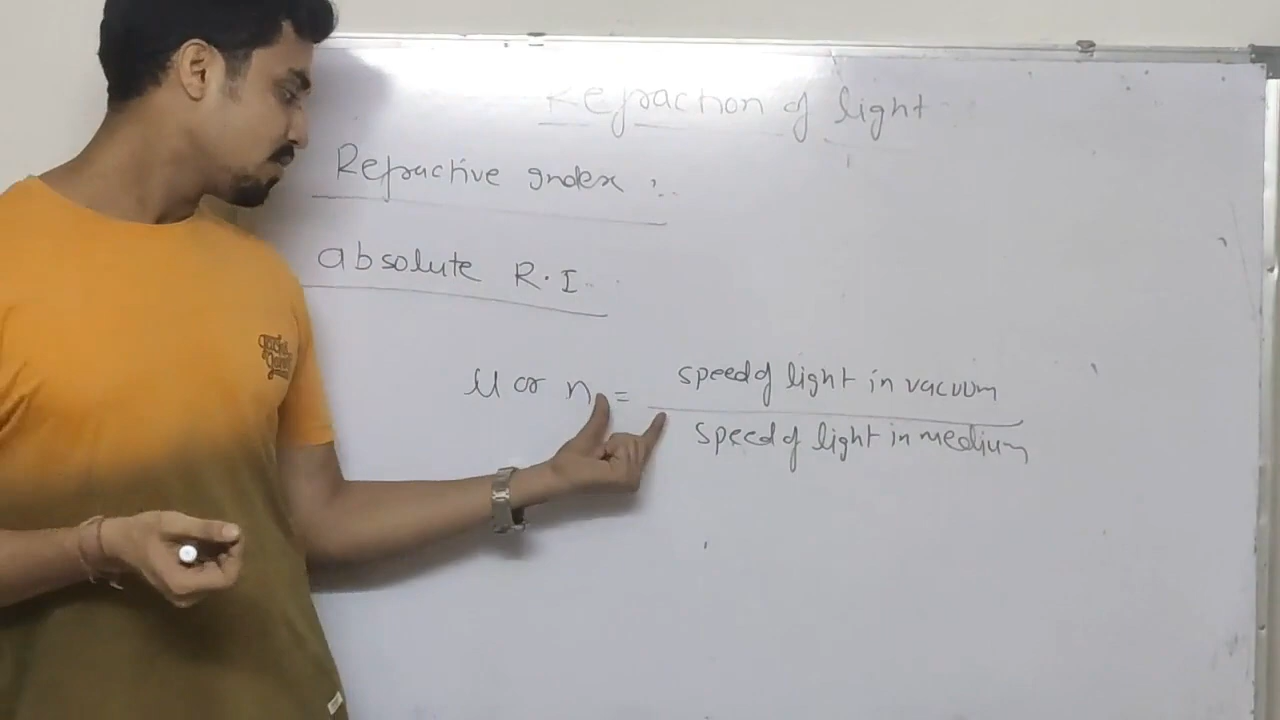 Refraction of light
Refractive Index :-
absolute R.I.
μ or n = speed of light in vacuum
speed of light in medium